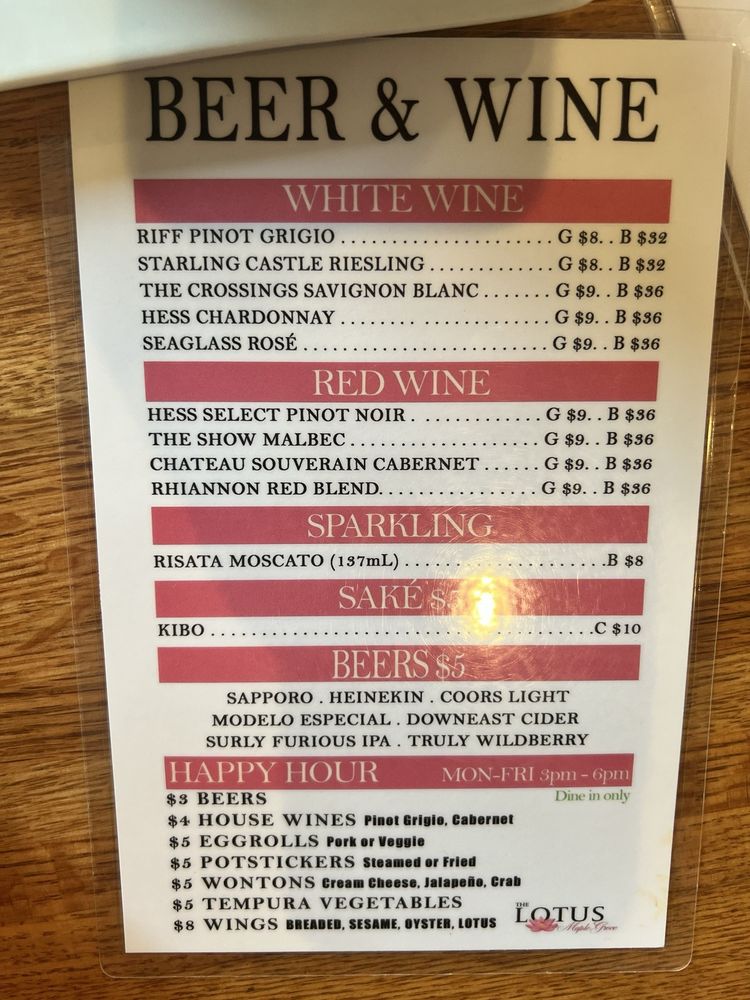 BEER & WINE
WHITE WINE
RIFF PINOT GRIGIO ..................... G $8.. B $32
STARLING CASTLE RIESLING ............ G $8.. B $32
THE CROSSINGS SAVIGNON BLANC ....... G $9.. B $36
HESS CHARDONNAY ...................... G $9.. B $36
SEAGLASS ROSÉ ........................ G $9.. B $36
RED WINE
HESS SELECT PINOT NOIR .............. G $9.. B $36
THE SHOW MALBEC ................... G $9.. B $36
CHATEAU SOUVERAIN CABERNET ...... G $9.. B $36
RHIANNON RED BLEND ................ G $9.. B $36
SPARKLING
RISATA MOSCATO (137mL) .................... B $8
SAKÉ
KIBO ..................................... C $10
BEERS $5
SAPPORO . HEINEKIN . COORS LIGHT
MODELO ESPECIAL . DOWNEAST CIDER
SURLY FURIOUS IPA . TRULY WILDBERRY
HAPPY HOUR MON-FRI 3pm - 6pm
$3 BEERS Dine in only
$4 HOUSE WINES Pinot Grigio, Cabernet
$5 EGGROLLS Pork or Veggie
$5 POTSTICKERS Steamed or Fried
$5 WONTONS Cream Cheese, Jalapeño, Crab
$5 TEMPURA VEGETABLES
$8 WINGS BREADED, SESAME, OYSTER, LOTUS
THE LOTUS
Maple Grove